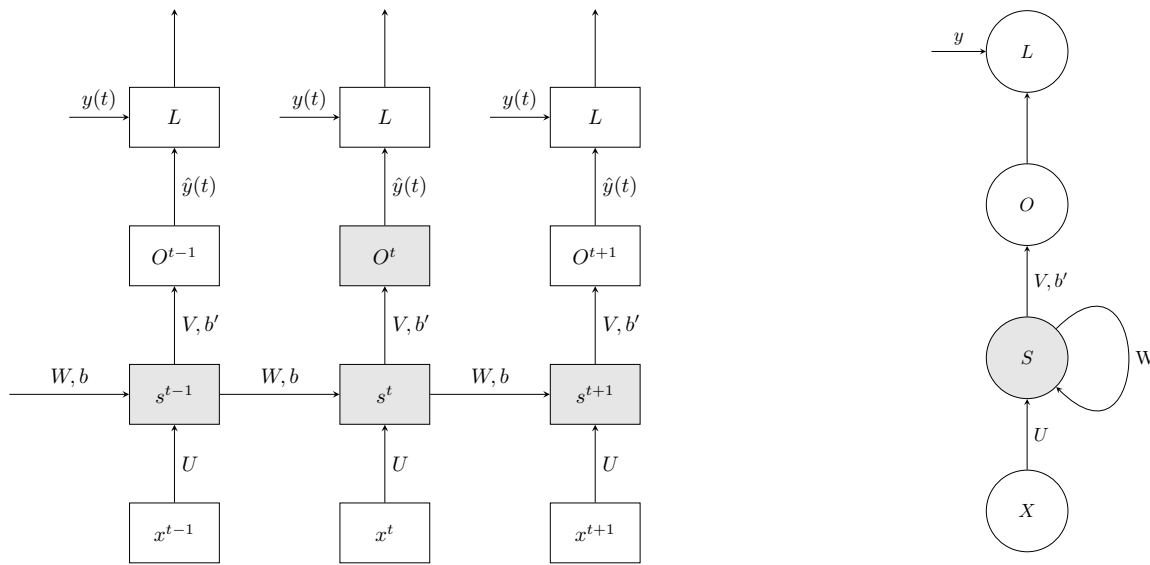 y
L
y(t) L y(t) L y(t) L
ŷ(t) ŷ(t) ŷ(t)
O
O^{t−1} O^t O^{t+1}
V, b′
V, b′ V, b′ V, b′
S W
W, b W, b W, b
s^{t−1} s^t s^{t+1}
U
U U U
X
x^{t−1} x^t x^{t+1}